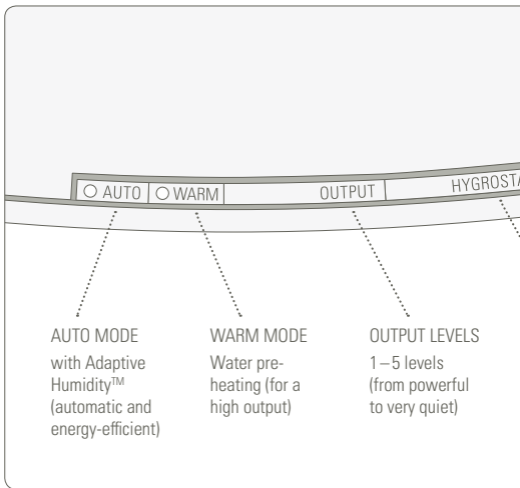 AUTO
WARM
OUTPUT
HYGROSTA
AUTO MODE
with Adaptive
Humidity™
(automatic and
energy-efficient)
WARM MODE
Water pre-
heating (for a
high output)
OUTPUT LEVELS
1–5 levels
(from powerful
to very quiet)